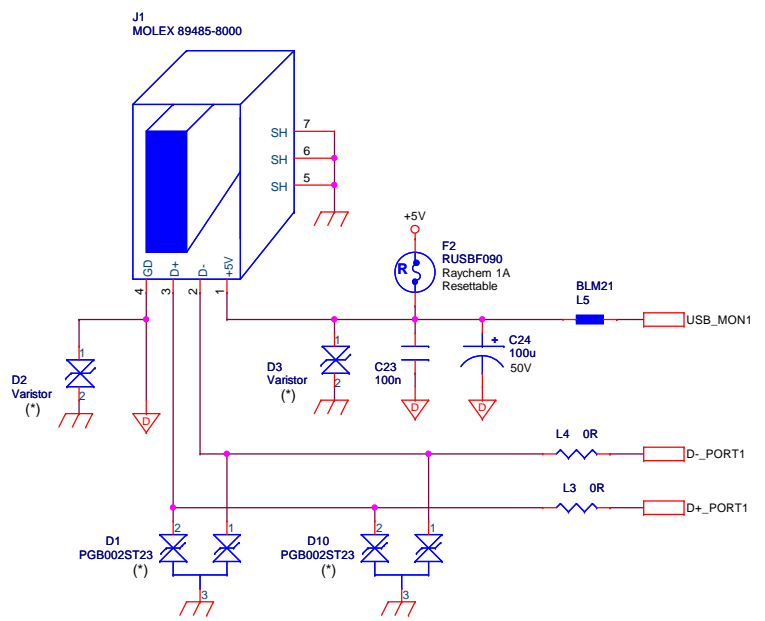 J1
MOLEX 89485-8000
SH 7
SH 6
SH 5
GD
D+
D-
+5V
4
3
2
1
+5V
F2
RUSBF090
Raychem 1A
Resettable
R
BLM21
L5
USB_MON1
D2
Varistor
(*)
1
2
D
D3
Varistor
(*)
1
2
C23
100n
D
+
C24
100u
50V
D
L4 0R
D-_PORT1
L3 0R
D+_PORT1
D1
PGB002ST23
(*)
2
1
3
D10
PGB002ST23
(*)
2
1
3